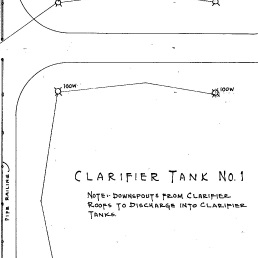 100W
100W
CLARIFIER TANK NO.1
NOTE:- DOWNSPOUTS FROM CLARIFIER
ROOFS TO DISCHARGE INTO CLARIFIER
TANKS
PIPE RAILING